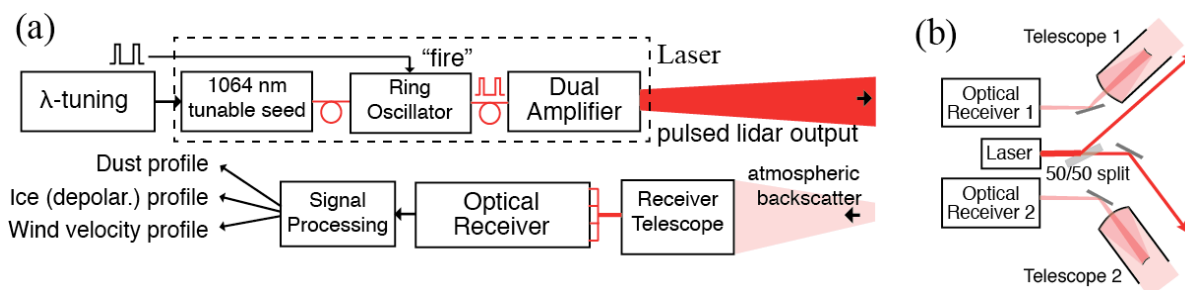 (a)
"fire"
Laser
λ-tuning
1064 nm
tunable seed
Ring
Oscillator
Dual
Amplifier
pulsed lidar output
Dust profile
Ice (depolar.) profile
Wind velocity profile
Signal
Processing
Optical
Receiver
Receiver
Telescope
atmospheric
backscatter
(b)
Telescope 1
Optical
Receiver 1
Laser
50/50 split
Optical
Receiver 2
Telescope 2